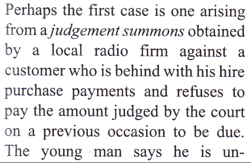 Perhaps the first case is one arising
from a judgement summons obtained
by a local radio firm against a
customer who is behind with his hire
purchase payments and refuses to
pay the amount judged by the court
on a previous occasion to be due.
The young man says he is un-